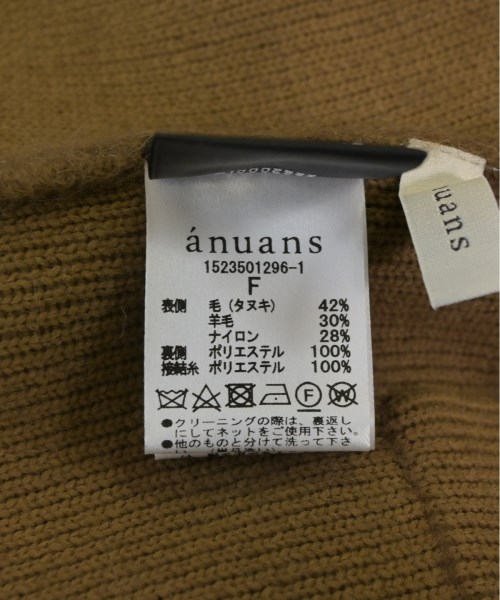 ánuans
1523501296-1
F
表側 毛(タヌキ) 42%
羊毛 30%
ナイロン 28%
裏側 ポリエステル 100%
接結糸 ポリエステル 100%
F
W
●クリーニングの際は、裏返し
にしてネットをご使用下さい。
●他のものと分けて洗って下さ
uans